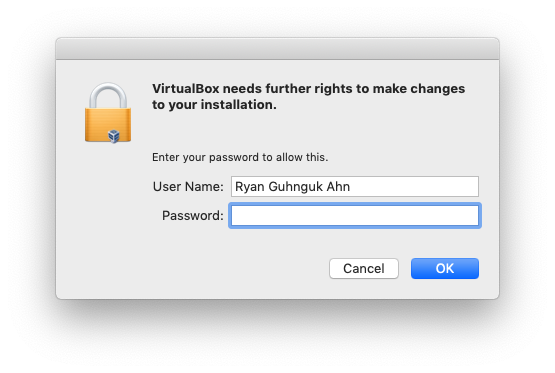 VirtualBox needs further rights to make changes
to your installation.
Enter your password to allow this.
User Name: Ryan Guhnguk Ahn
Password:
Cancel OK